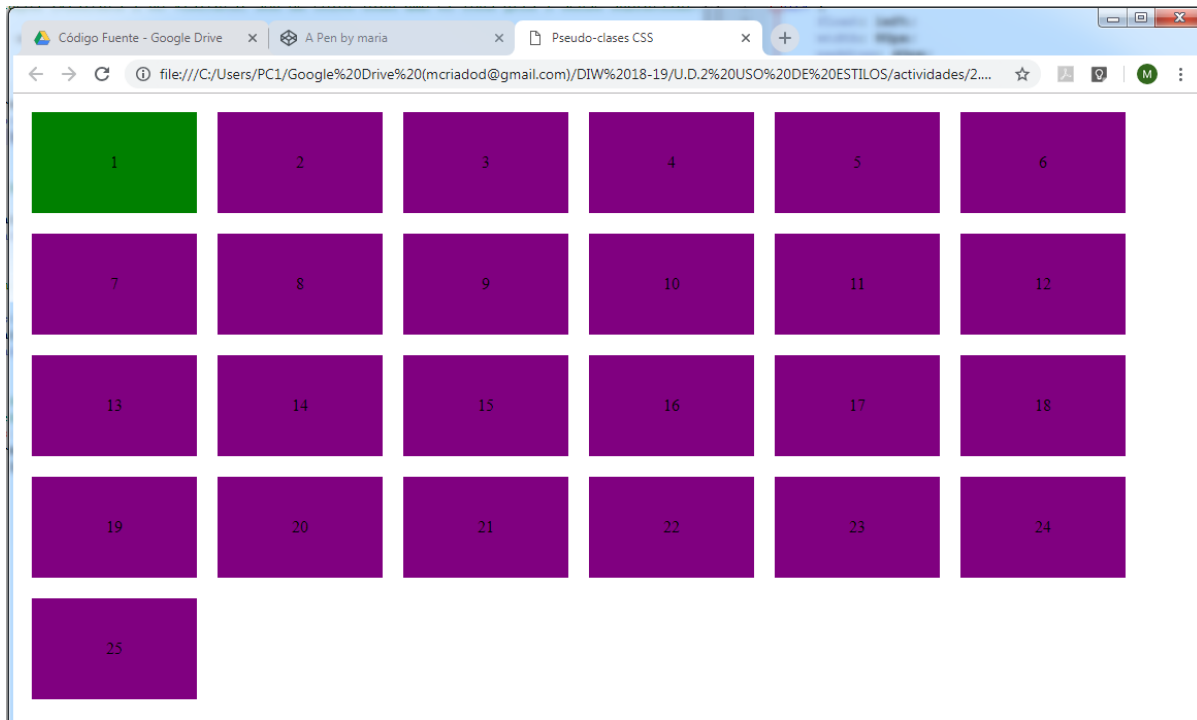 Código Fuente - Google Drive
A Pen by maria
Pseudo-clases CSS
file:///C:/Users/PC1/Google%20Drive%20(mcriadod@gmail.com)/DIW%2018-19/U.D.2%20USO%20DE%20ESTILOS/actividades/2....
M
1 2 3 4 5 6
7 8 9 10 11 12
13 14 15 16 17 18
19 20 21 22 23 24
25